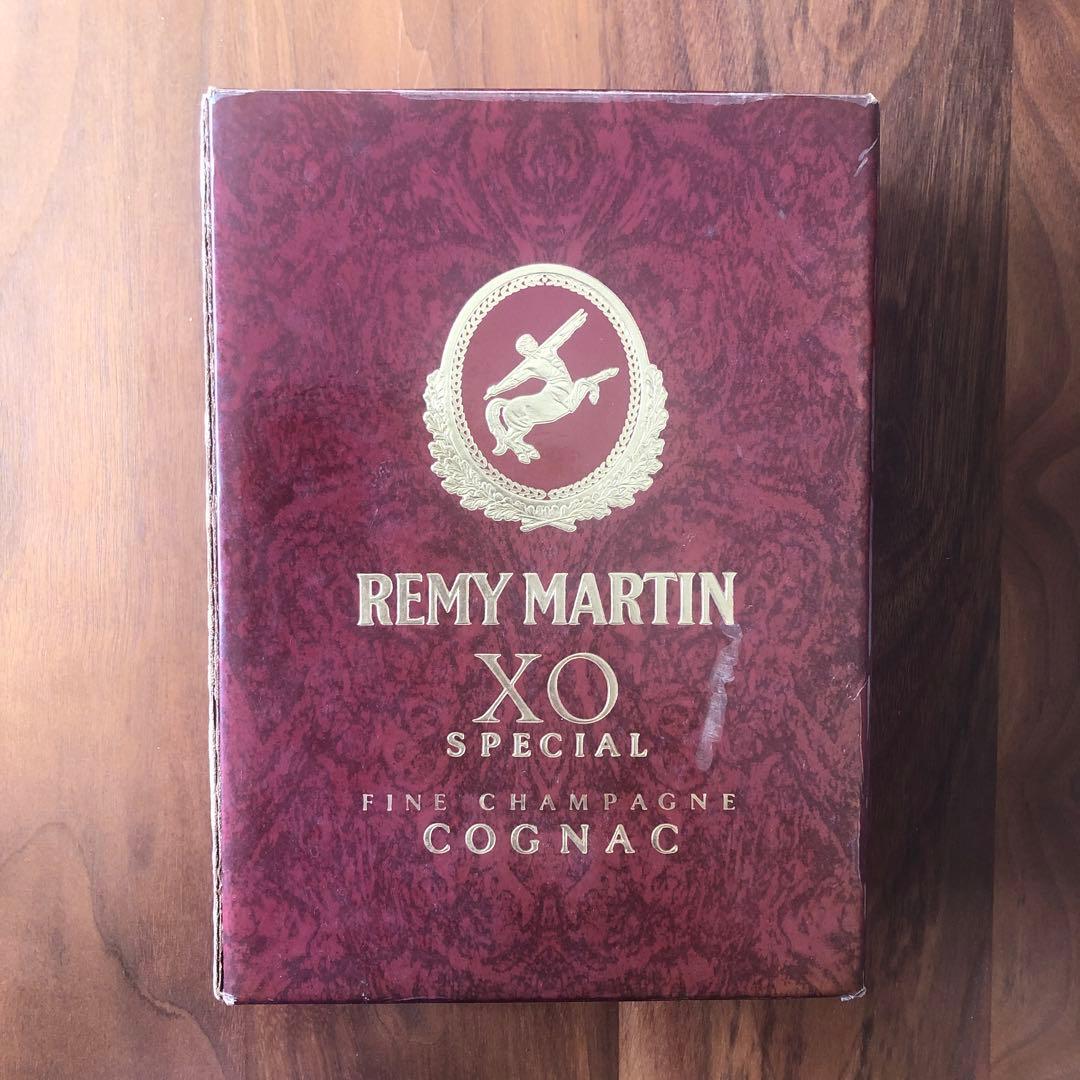 REMY MARTIN
XO
SPECIAL
FINE CHAMPAGNE
COGNAC